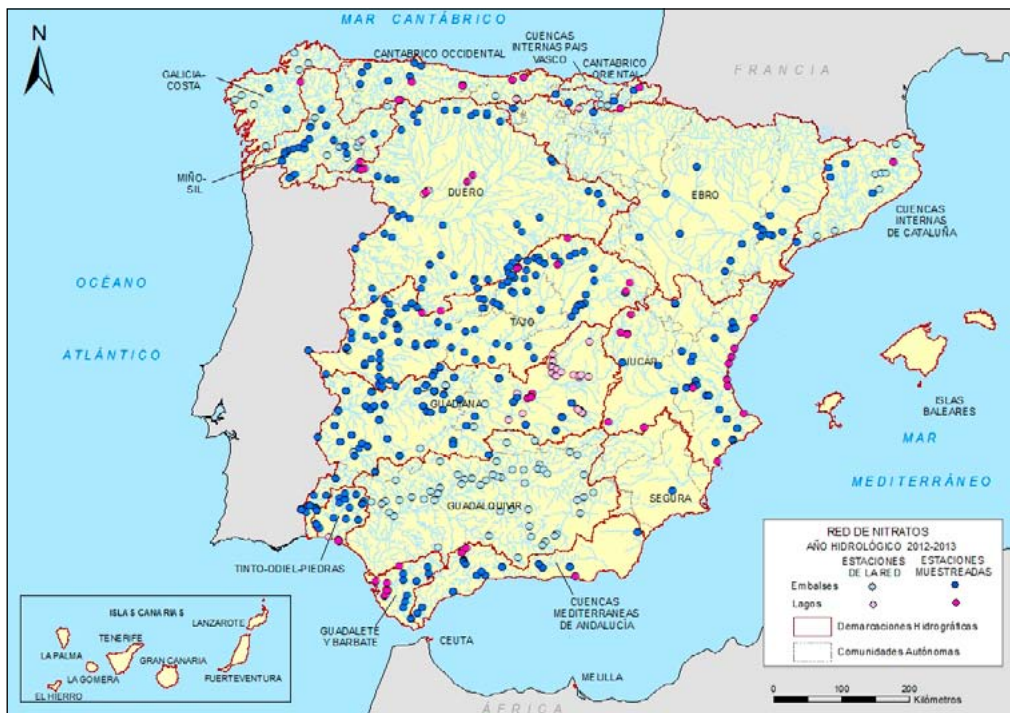 MAR CANTÁBRICO
N
CANTABRICO OCCIDENTAL
CUENCAS
INTERNAS PAIS
VASCO
CANTABRICO
ORIENTAL
GALICIA-
COSTA
FRANCIA
MIÑO-
SIL
DUERO
EBRO
CUENCAS
INTERNAS
DE CATALUÑA
OCÉANO
ATLÁNTICO
TAJO
JUCAR
ISLAS
BALEARES
GUADIANA
MAR
MEDITERRÁNEO
SEGURA
GUADALQUIVIR
TINTO-ODIEL-PIEDRAS
CUENCAS
MEDITERRANEAS
DE ANDALUCÍA
GUADALETE
Y BARBATE
CEUTA
MELILLA
ÁFRICA
ISLAS CANARIAS
LANZAROTE
LA PALMA
TENERIFE
GRAN CANARIA
LA GOMERA
FUERTEVENTURA
EL HIERRO
RED DE NITRATOS
AÑO HIDROLÓGICO 2012-2013
ESTACIONES
DE LA RED
ESTACIONES
MUESTREADAS
Embalses
Lagos
Demarcaciones Hidrográficas
Comunidades Autónomas
0 50 100 200
Kilómetros